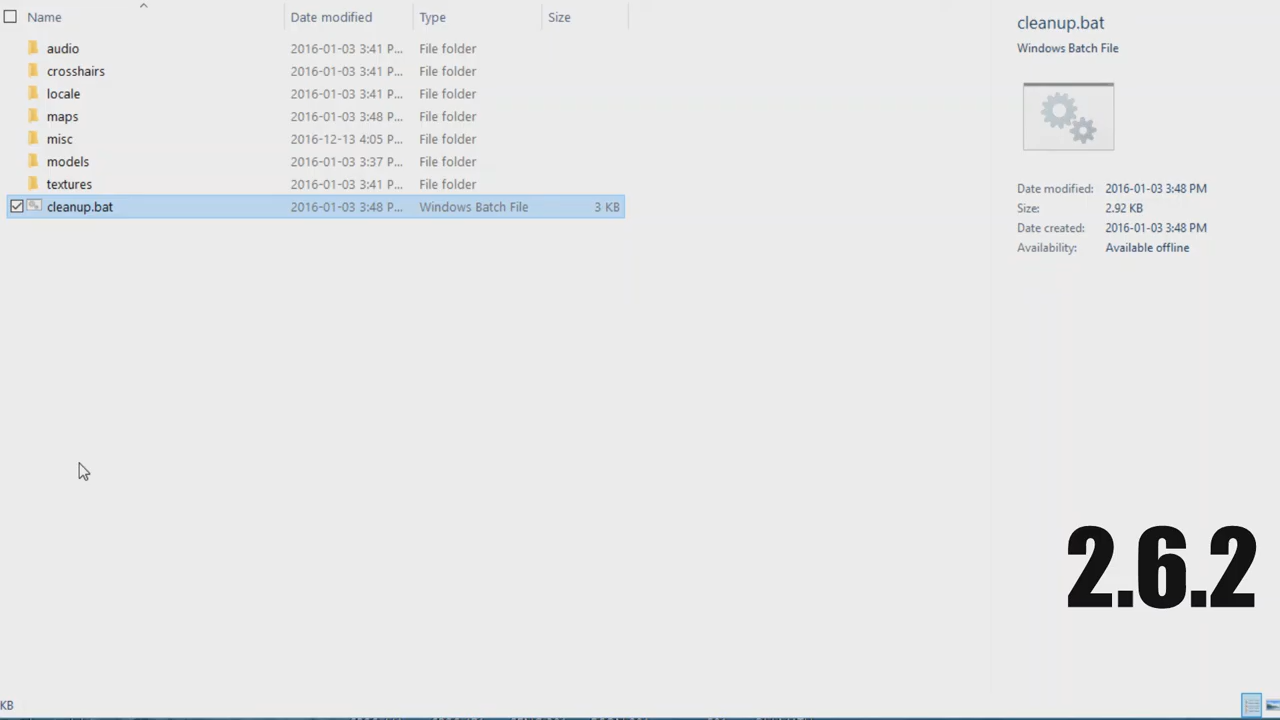 Name Date modified Type Size
audio 2016-01-03 3:41 P... File folder
crosshairs 2016-01-03 3:41 P... File folder
locale 2016-01-03 3:41 P... File folder
maps 2016-01-03 3:48 P... File folder
misc 2016-12-13 4:05 P... File folder
models 2016-01-03 3:37 P... File folder
textures 2016-01-03 3:41 P... File folder
cleanup.bat 2016-01-03 3:48 P... Windows Batch File 3 KB
cleanup.bat
Windows Batch File
Date modified: 2016-01-03 3:48 PM
Size: 2.92 KB
Date created: 2016-01-03 3:48 PM
Availability: Available offline
2.6.2
KB